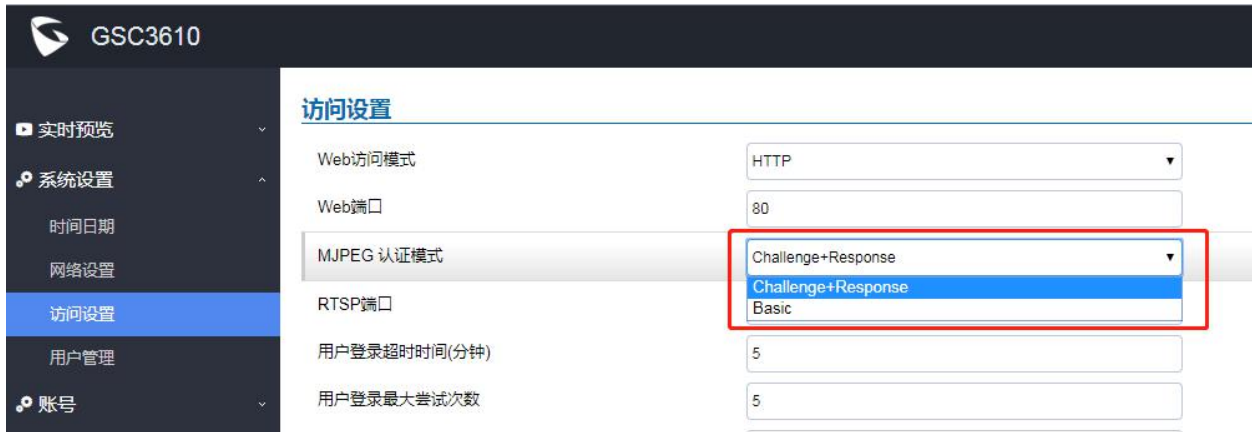 GSC3610
访问设置
实时预览
系统设置
时间日期
网络设置
访问设置
用户管理
账号
Web访问模式
HTTP
Web端口
80
MJPEG 认证模式
Challenge+Response
Challenge+Response
Basic
RTSP端口
用户登录超时时间(分钟)
5
用户登录最大尝试次数
5